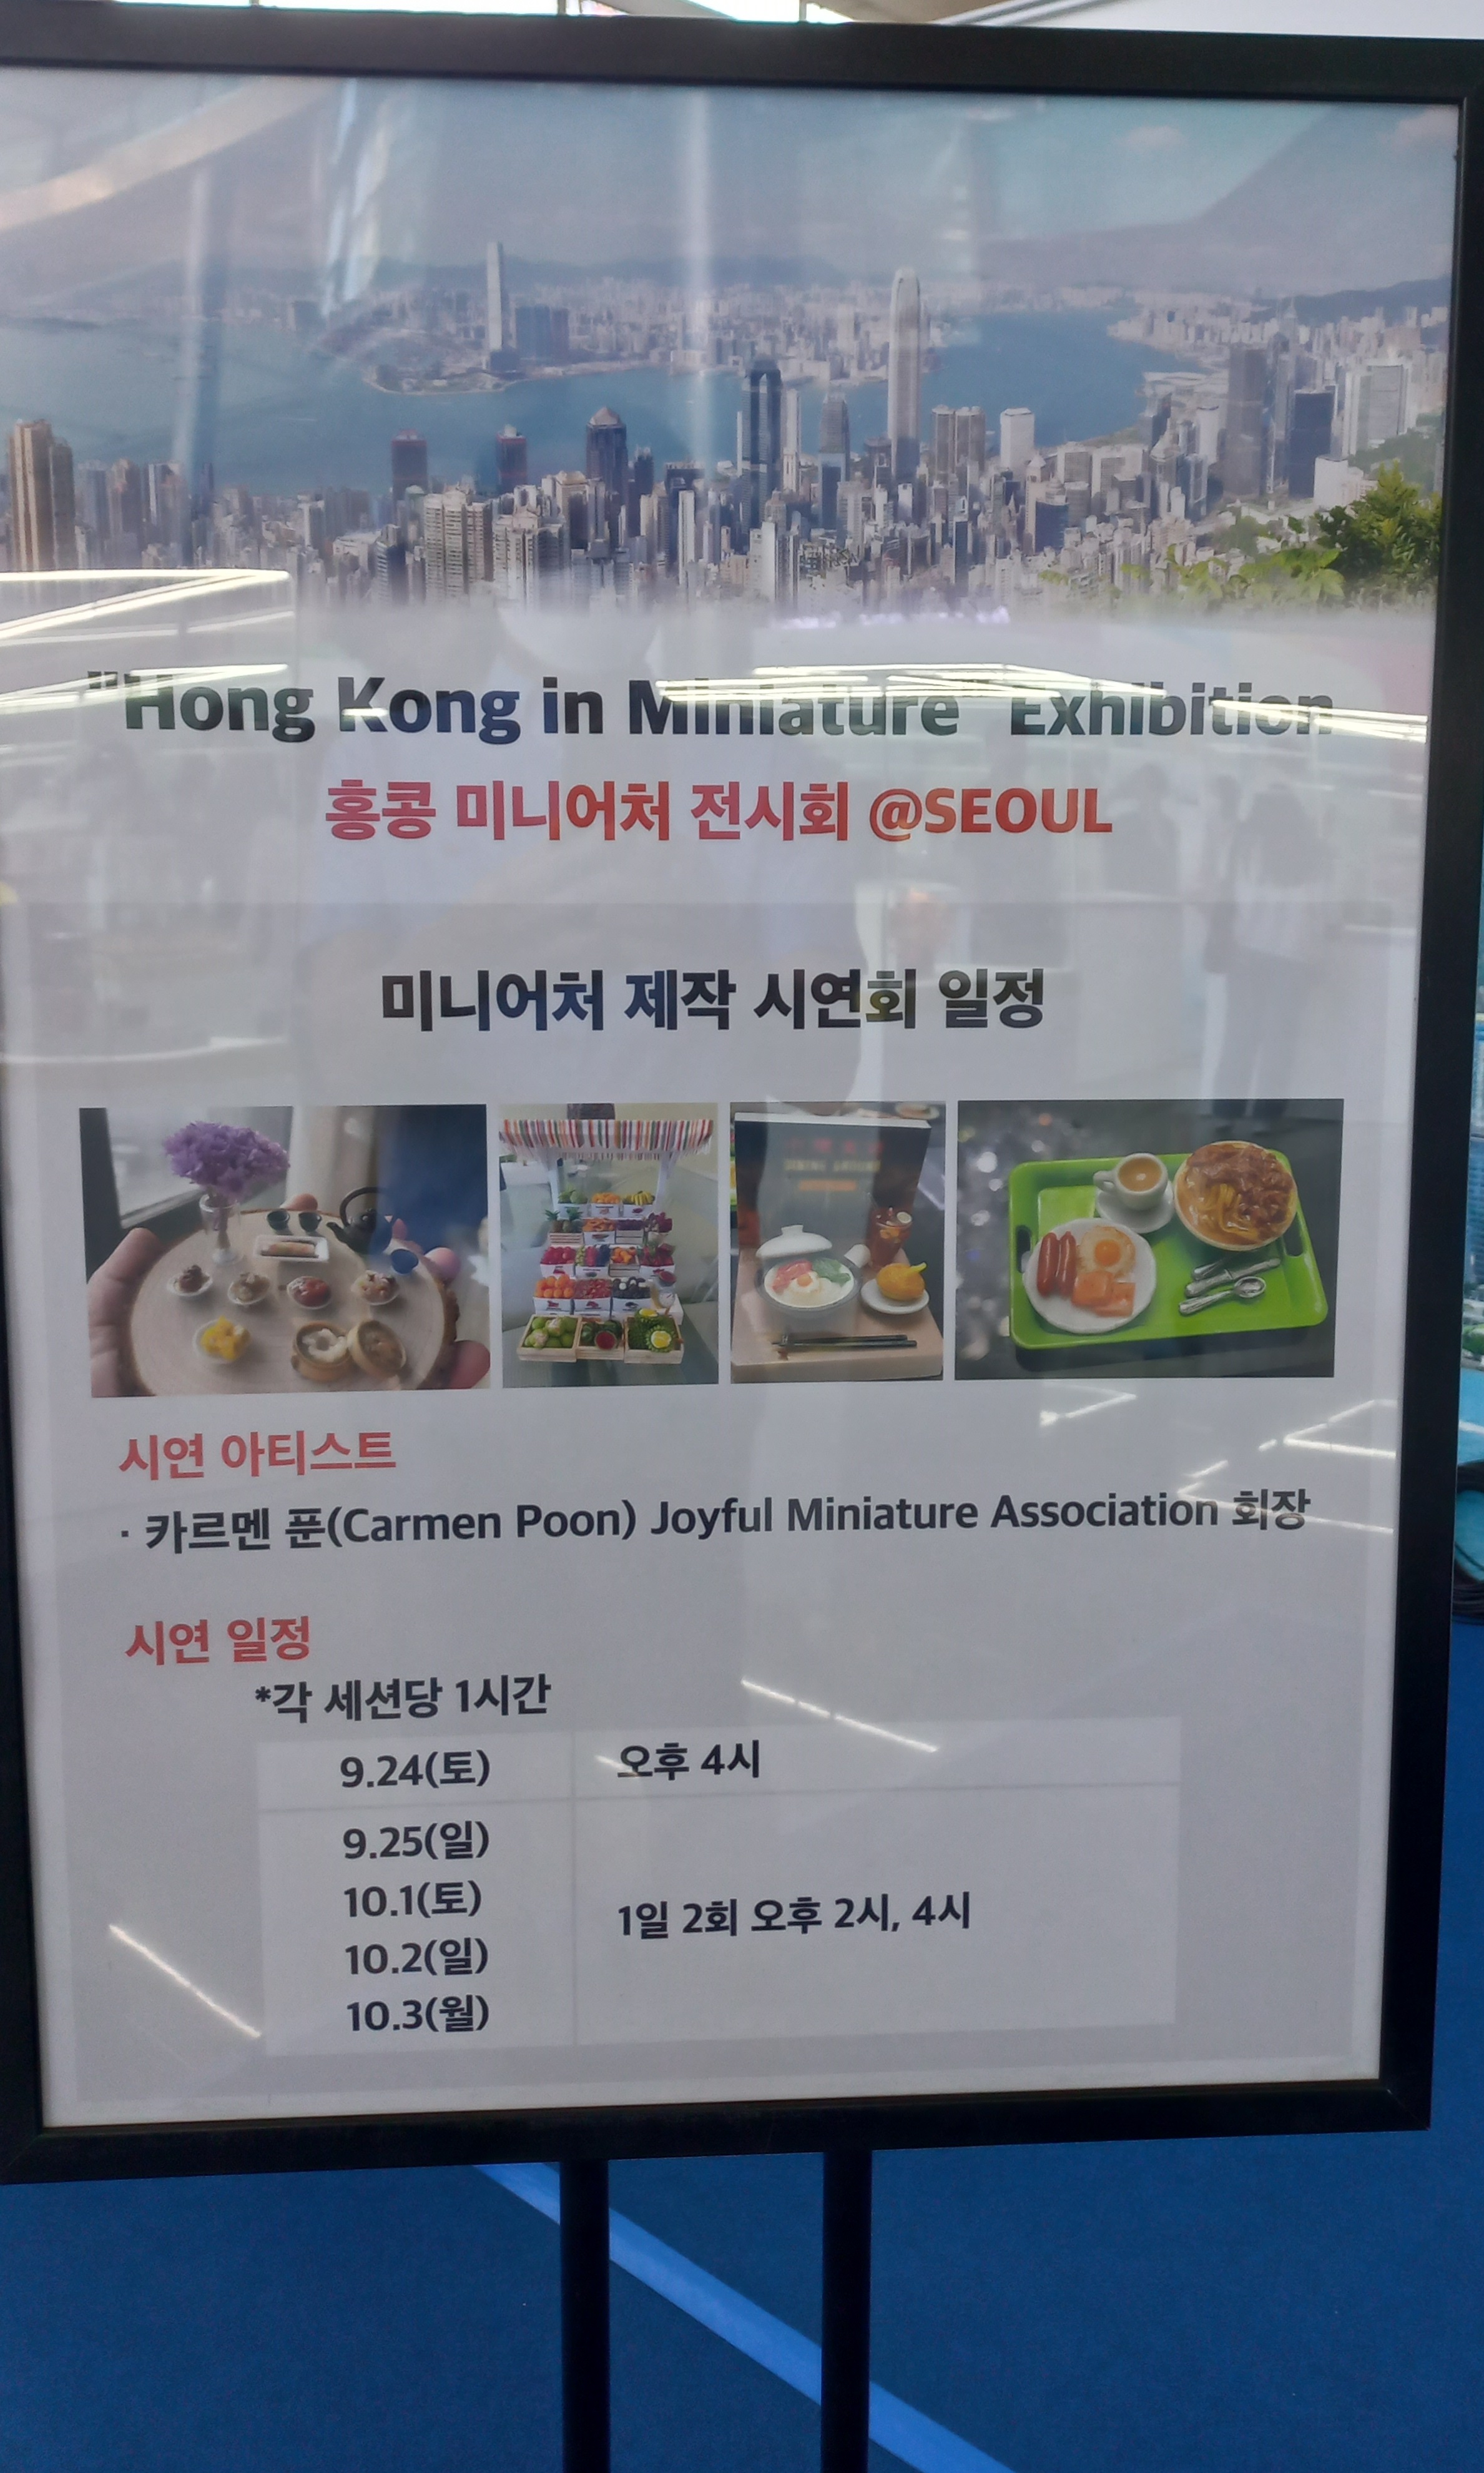 "Hong Kong in Miniature" Exhibition
홍콩 미니어처 전시회 @SEOUL
미니어처 제작 시연회 일정
시연 아티스트
· 카르멘 푼(Carmen Poon) Joyful Miniature Association 회장
시연 일정
*각 세션당 1시간
9.24(토) 오후 4시
9.25(일)
10.1(토)
1일 2회 오후 2시, 4시
10.2(일)
10.3(월)